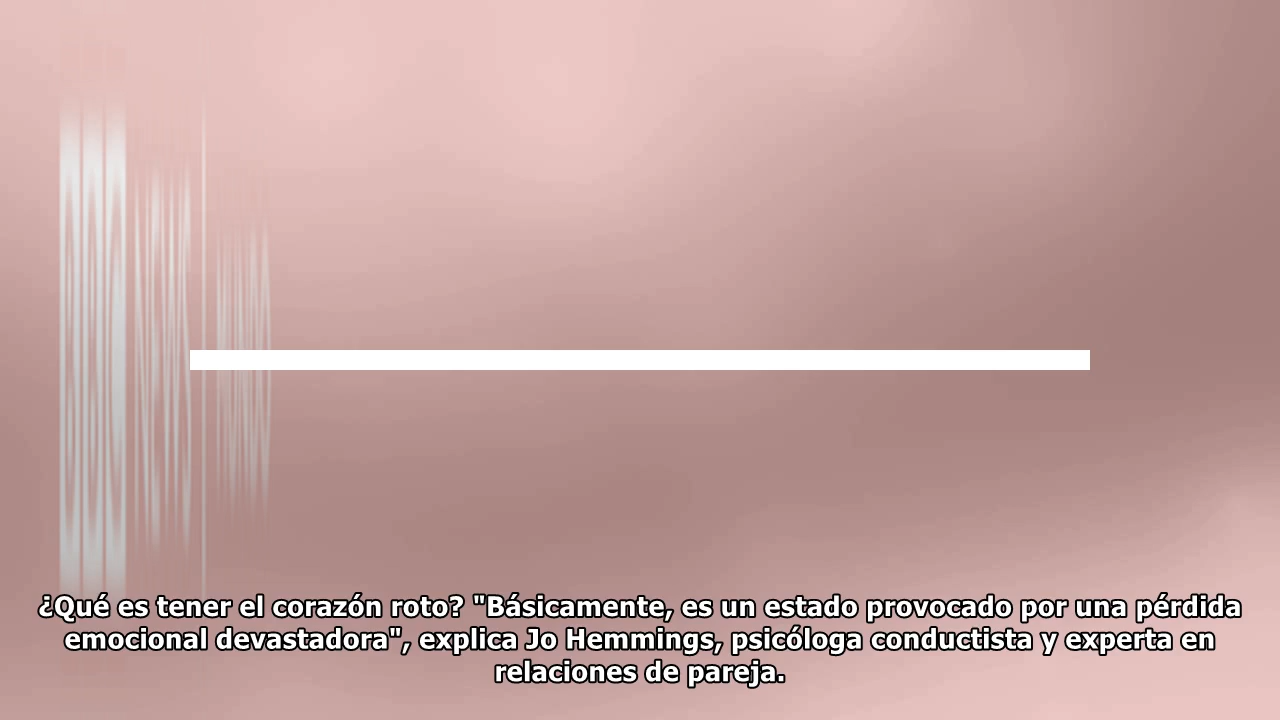 ¿Qué es tener el corazón roto? "Básicamente, es un estado provocado por una pérdida
emocional devastadora", explica Jo Hemmings, psicóloga conductista y experta en
relaciones de pareja.